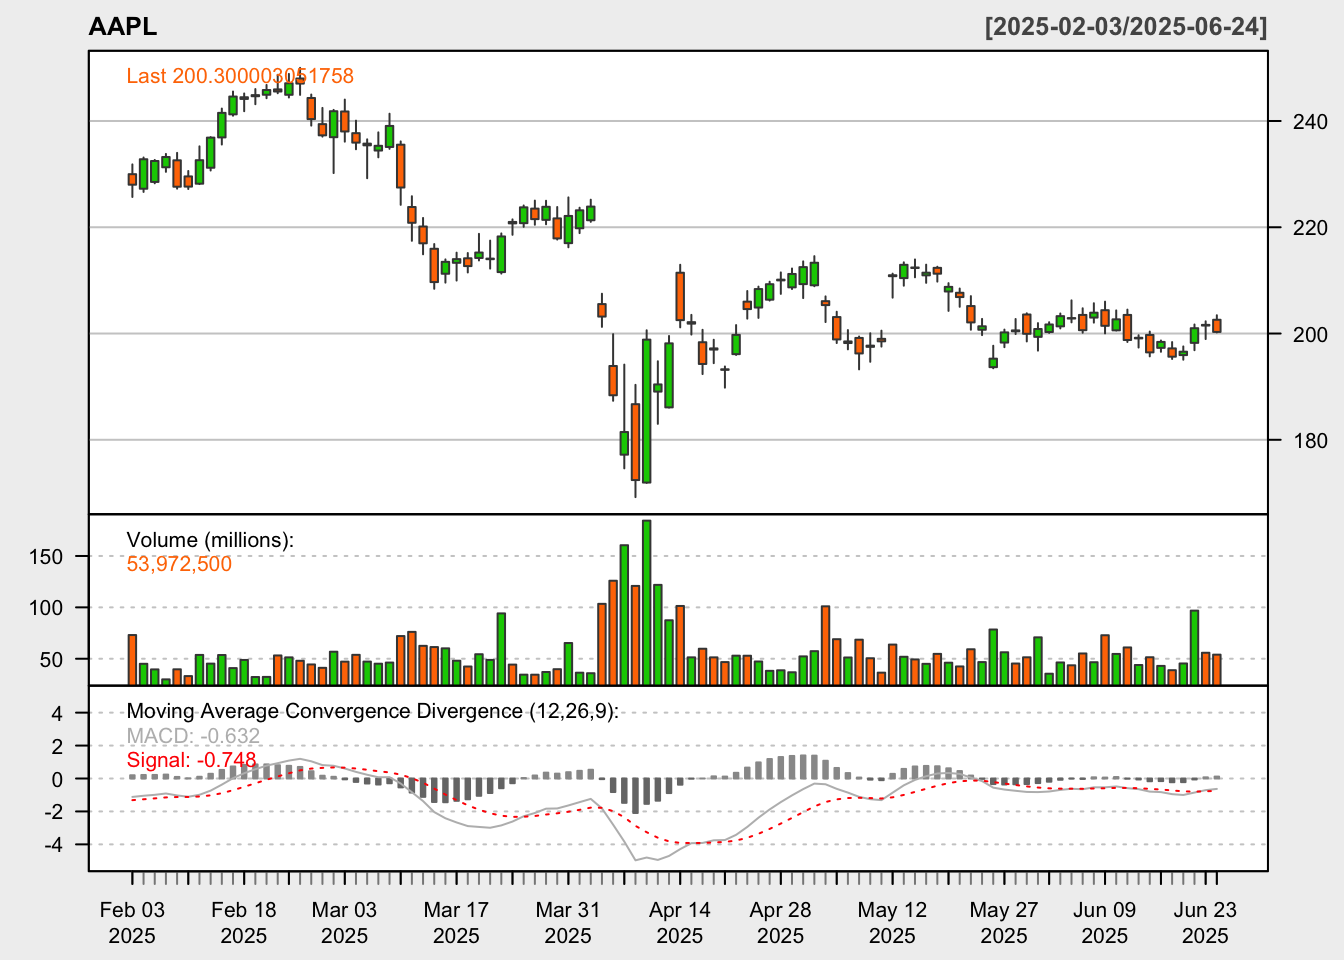 AAPL [2025-02-03/2025-06-24]
Last 200.300003051758
240
220
200
180
Volume (millions):
53,972,500
150
100
50
Moving Average Convergence Divergence (12,26,9):
MACD: -0.632
Signal: -0.748
4
2
0
-2
-4
Feb 03 Feb 18 Mar 03 Mar 17 Mar 31 Apr 14 Apr 28 May 12 May 27 Jun 09 Jun 23
2025 2025 2025 2025 2025 2025 2025 2025 2025 2025 2025